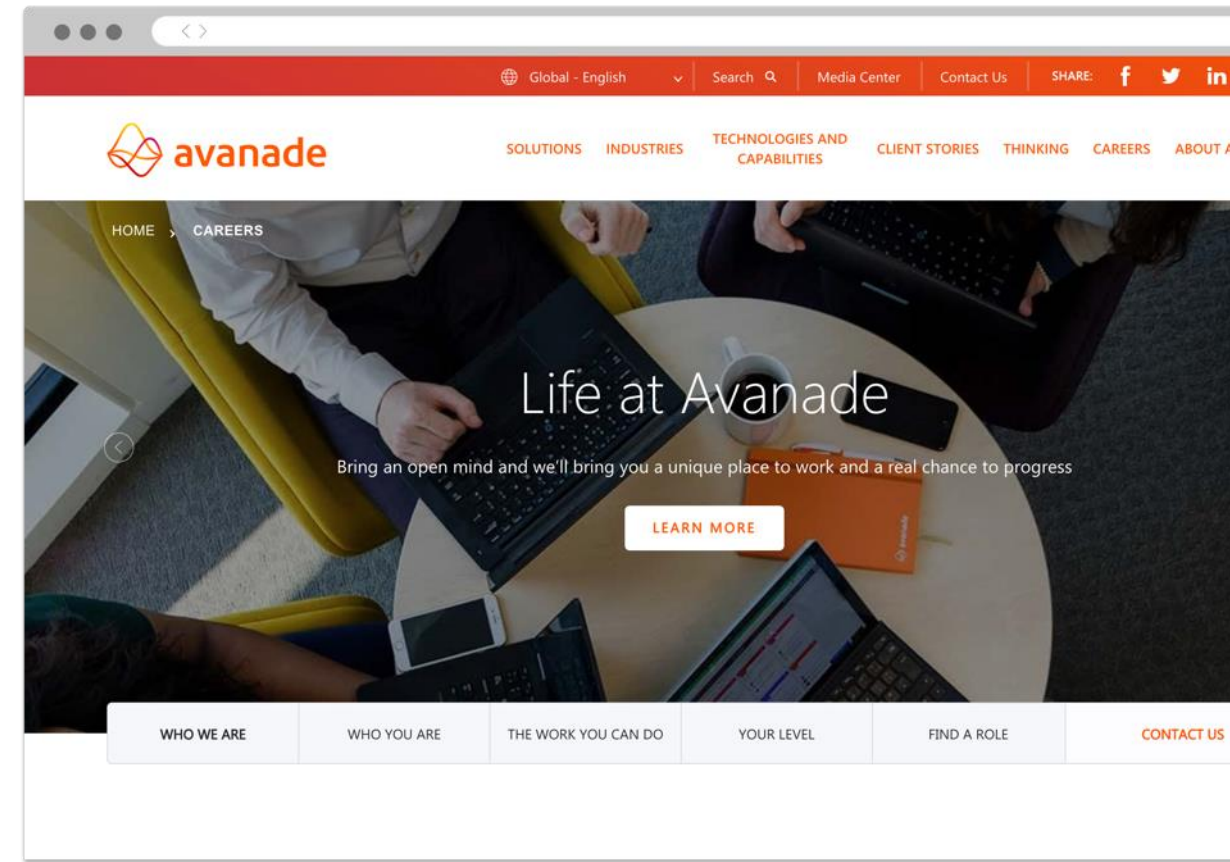 Global - English
Search
Media Center
Contact Us
SHARE:
avanade
SOLUTIONS
INDUSTRIES
TECHNOLOGIES AND
CAPABILITIES
CLIENT STORIES
THINKING
CAREERS
ABOUT A
HOME > CAREERS
Life at Avanade
Bring an open mind and we'll bring you a unique place to work and a real chance to progress
LEARN MORE
avanade
WHO WE ARE
WHO YOU ARE
THE WORK YOU CAN DO
YOUR LEVEL
FIND A ROLE
CONTACT US